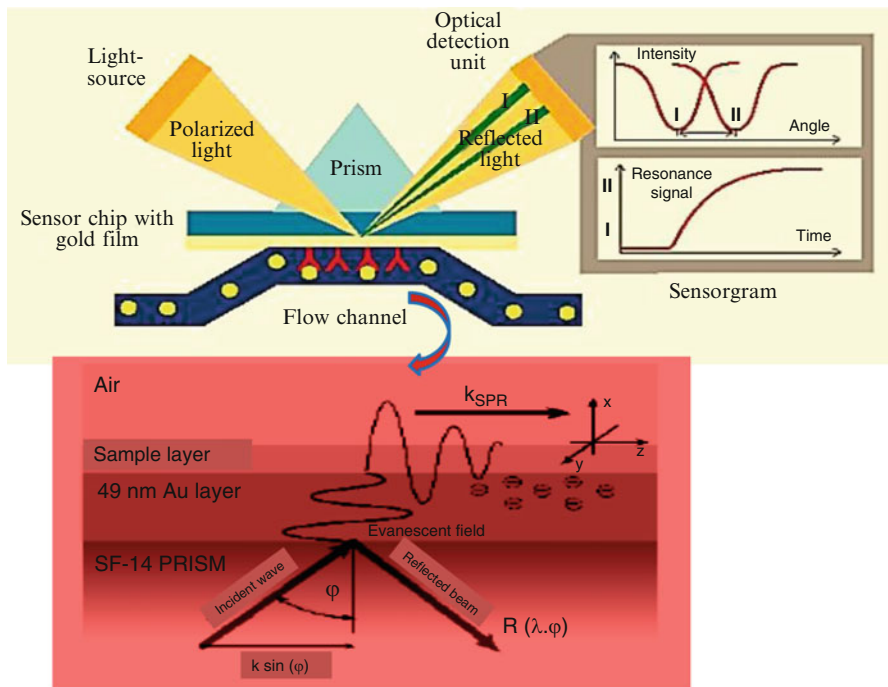 Light-
source
Optical
detection
unit
Polarized
light
Prism
I
II
Reflected
light
Intensity
I
II
Angle
Resonance
signal
II
I
Time
Sensor chip with
gold film
Flow channel
Sensorgram
Air
kSPR
x
y
z
Sample layer
49 nm Au layer
Evanescent field
SF-14 PRISM
Incident wave
φ
Reflected beam
R (λ.φ)
k sin (φ)